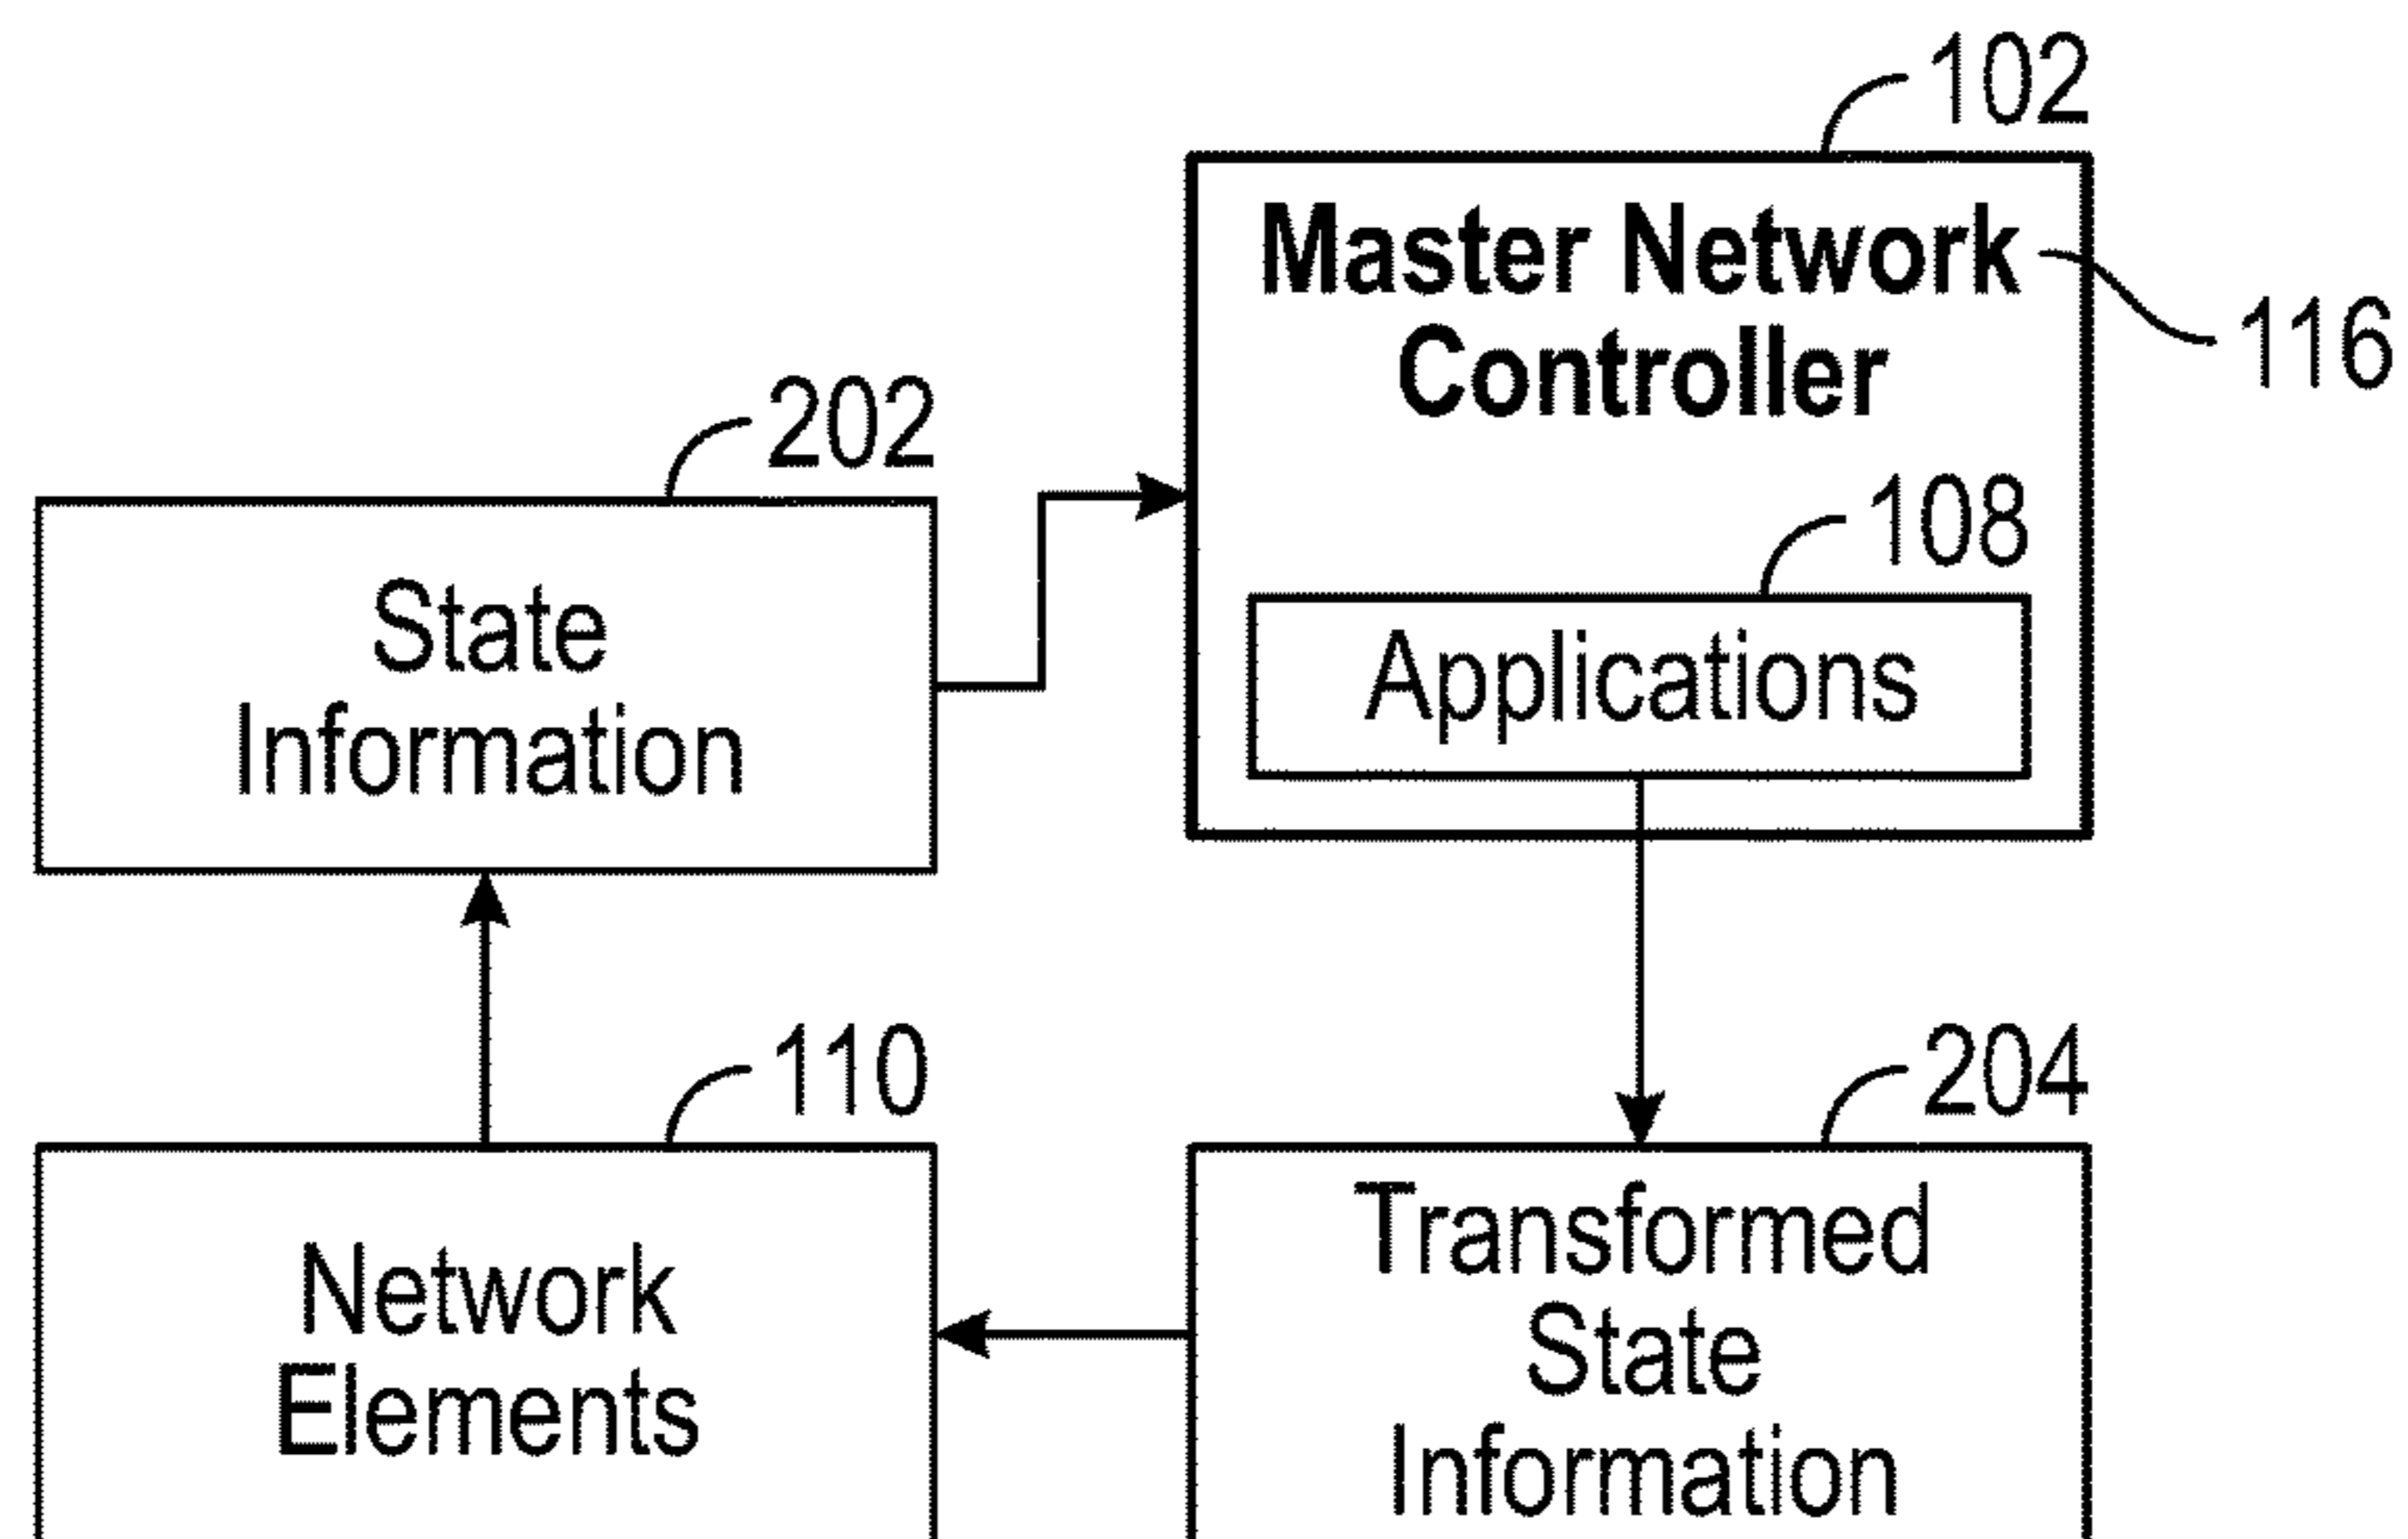 102
Master Network
Controller
116
202
108
State
Information
Applications
110
204
Network
Elements
Transformed
State
Information